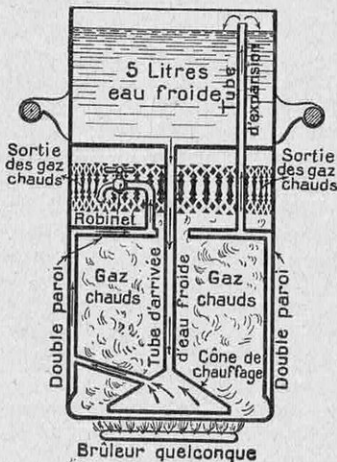 5 Litres
eau froide
Tube
d'expansion
Sortie
des gaz
chauds
Sortie
des gaz
chauds
Robinet
Gaz
chauds
Gaz
chauds
Double paroi
Tube d'arrivée
d'eau froide
Double paroi
Cône de
chauffage
Brûleur quelconque